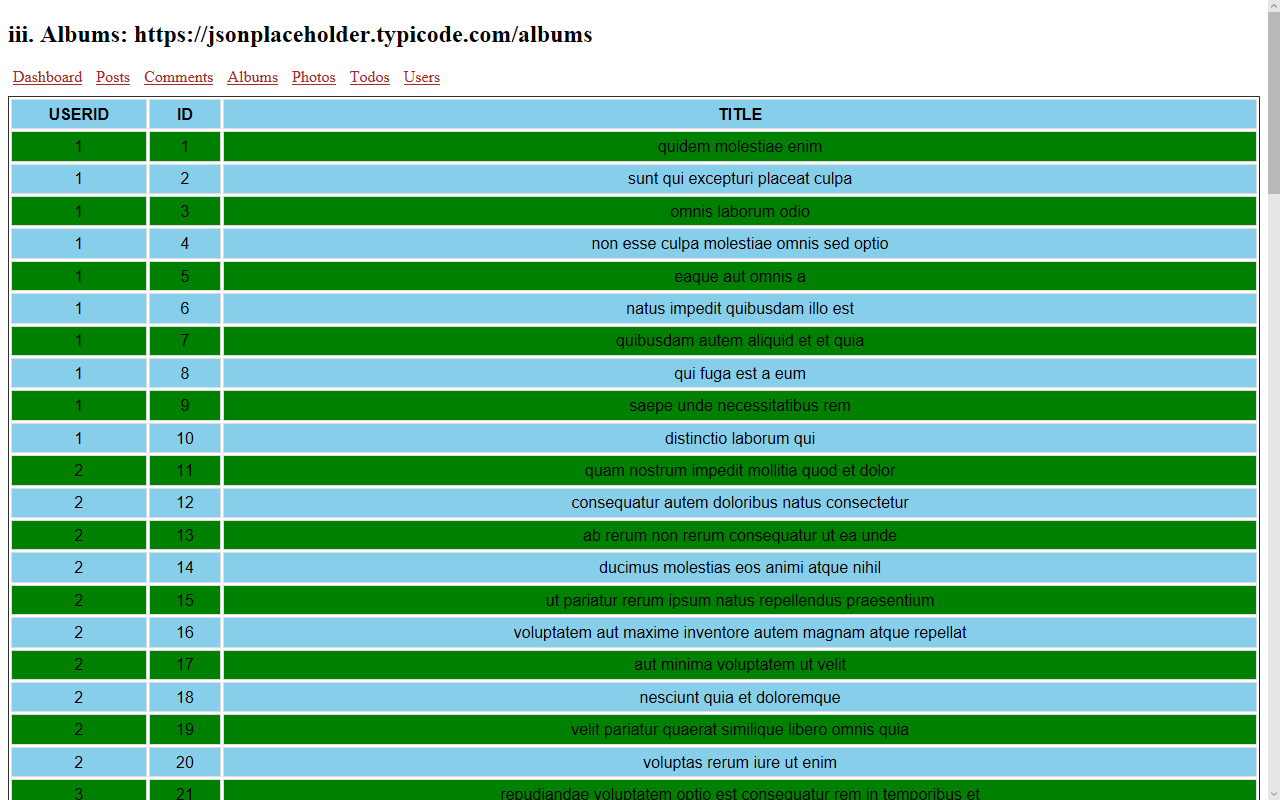 iii. Albums: https://jsonplaceholder.typicode.com/albums
Dashboard Posts Comments Albums Photos Todos Users
USERID ID TITLE
1 1 quidem molestiae enim
1 2 sunt qui excepturi placeat culpa
1 3 omnis laborum odio
1 4 non esse culpa molestiae omnis sed optio
1 5 eaque aut omnis a
1 6 natus impedit quibusdam illo est
1 7 quibusdam autem aliquid et et quia
1 8 qui fuga est a eum
1 9 saepe unde necessitatibus rem
1 10 distinctio laborum qui
2 11 quam nostrum impedit mollitia quod et dolor
2 12 consequatur autem doloribus natus consectetur
2 13 ab rerum non rerum consequatur ut ea unde
2 14 ducimus molestias eos animi atque nihil
2 15 ut pariatur rerum ipsum natus repellendus praesentium
2 16 voluptatem aut maxime inventore autem magnam atque repellat
2 17 aut minima voluptatem ut velit
2 18 nesciunt quia et doloremque
2 19 velit pariatur quaerat similique libero omnis quia
2 20 voluptas rerum iure ut enim
3 21 repudiandae voluptatem optio est consequatur rem in temporibus et